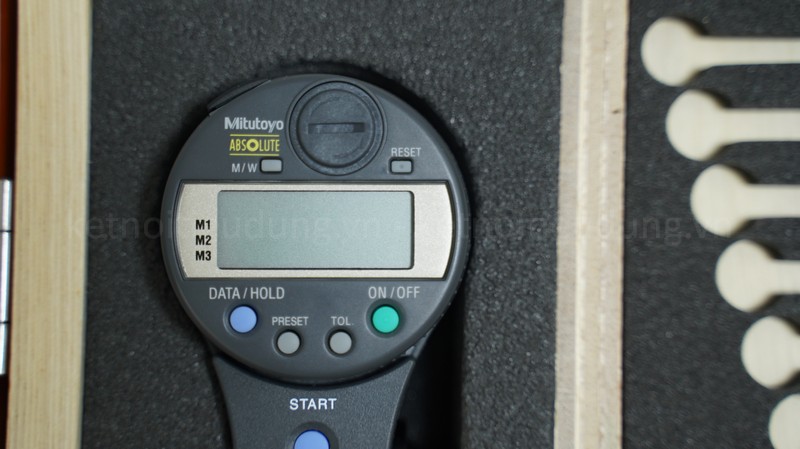 Mitutoyo
ABSOLUTE
M/W
RESET
M1
M2
M3
DATA/HOLD
ON/OFF
PRESET
TOL.
START